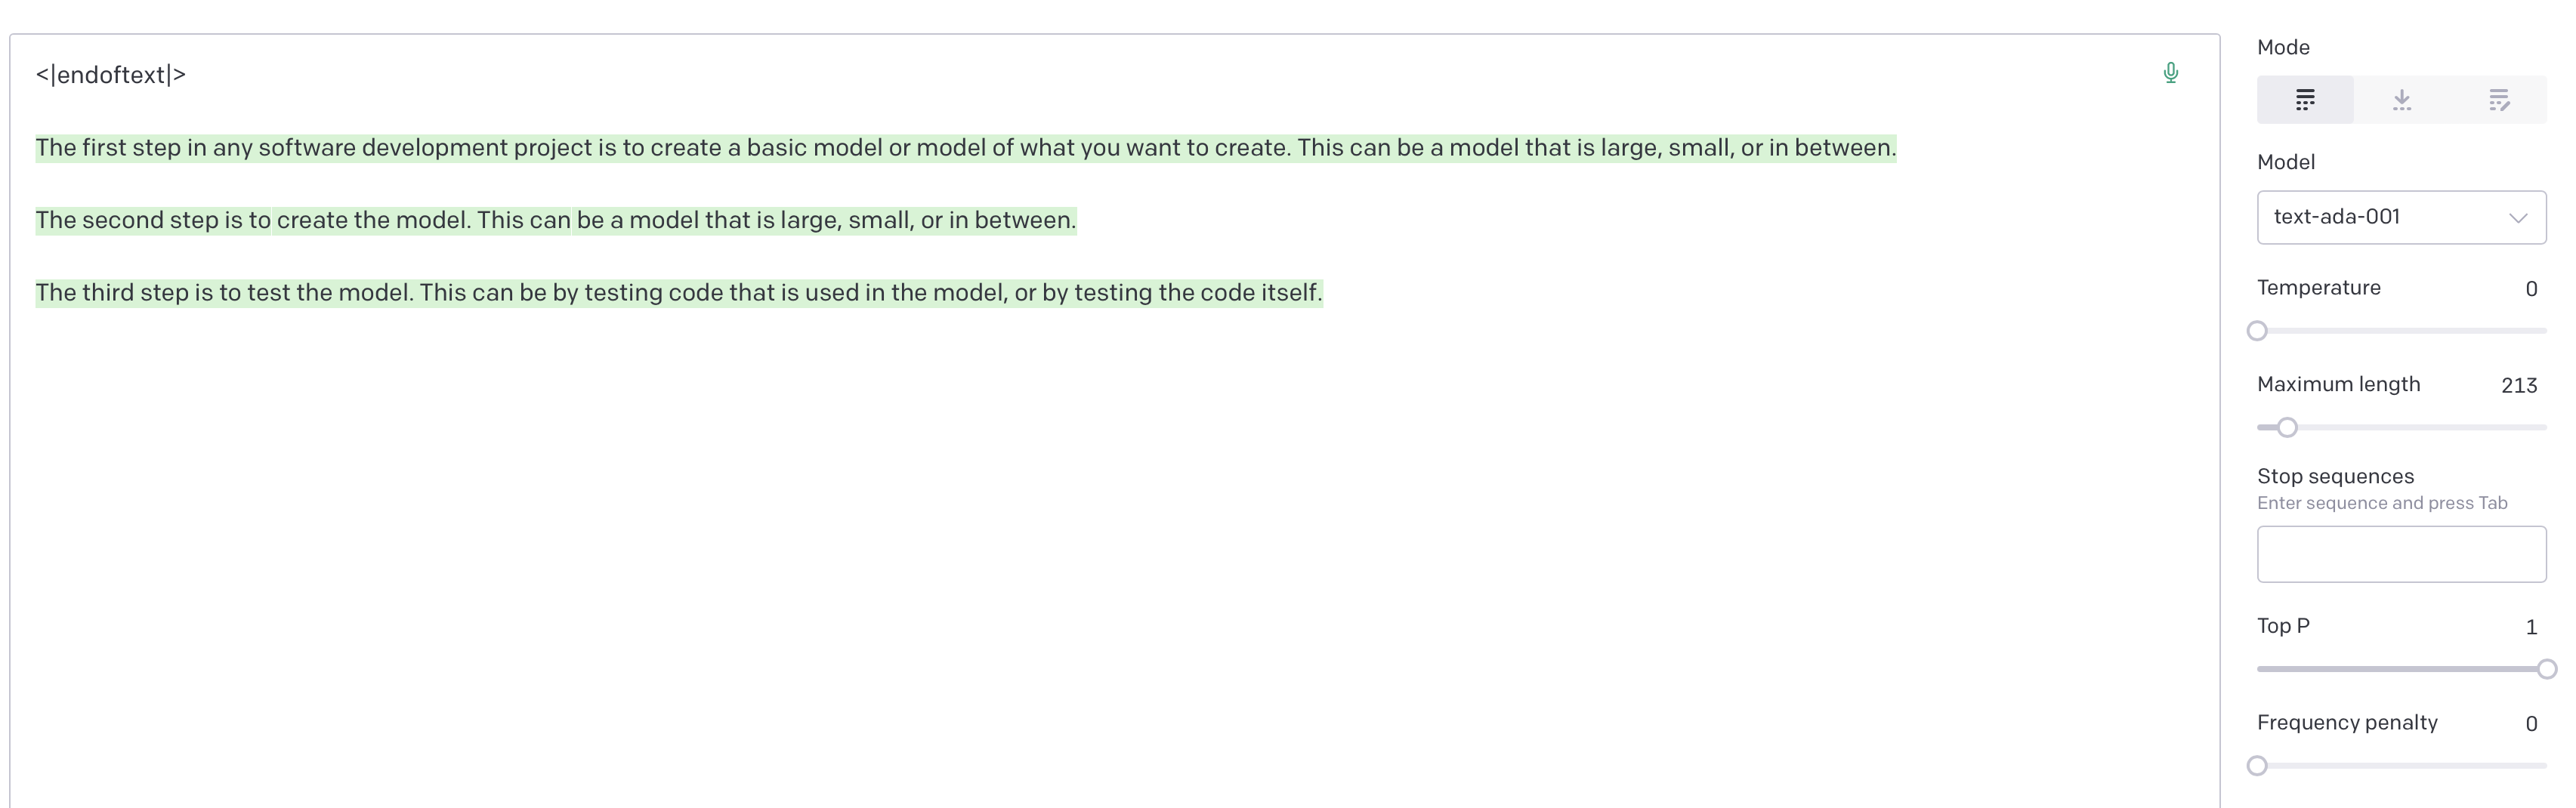 <|endoftext|>
The first step in any software development project is to create a basic model or model of what you want to create. This can be a model that is large, small, or in between.
The second step is to create the model. This can be a model that is large, small, or in between.
The third step is to test the model. This can be by testing code that is used in the model, or by testing the code itself.
Mode
Model
text-ada-001
Temperature 0
Maximum length 213
Stop sequences
Enter sequence and press Tab
Top P 1
Frequency penalty 0